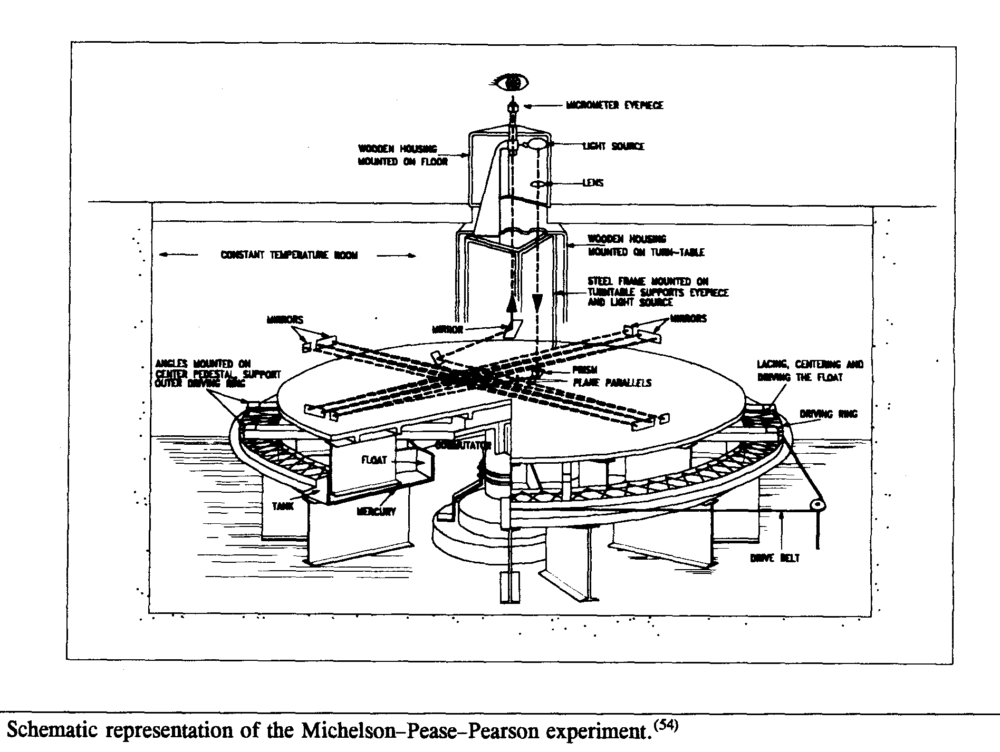 MICROMETER EYEPIECE
LIGHT SOURCE
WOODEN HOUSING
MOUNTED ON FLOOR
LENS
WOODEN HOUSING
MOUNTED ON TURN-TABLE
CONSTANT TEMPERATURE ROOM
STEEL FRAME MOUNTED ON
TURNTABLE SUPPORTS EYEPIECE
AND LIGHT SOURCE
MIRRORS
MIRROR
MIRRORS
ANGLES MOUNTED ON
CENTER PEDESTAL, SUPPORT
OUTER DRIVING RING
PRISM
PLANE PARALLELS
LACING, CENTERING AND
DRIVING THE FLOAT
DRIVING RING
COMMUTATOR
FLOAT
TANK
MERCURY
DRIVE BELT
Schematic representation of the Michelson–Pease–Pearson experiment.(54)